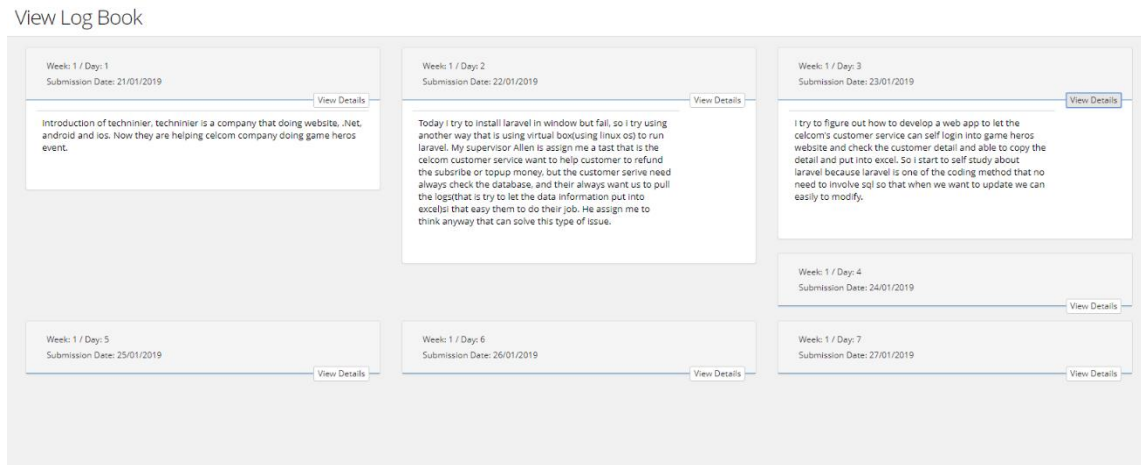 View Log Book
Week: 1 / Day: 1
Submission Date: 21/01/2019
View Details
Introduction of techninier, techninier is a company that doing website, .Net,
android and ios. Now they are helping celcom company doing game heros
event.
Week: 1 / Day: 2
Submission Date: 22/01/2019
View Details
Today i try to install laravel in window but fail, so i try using
another way that is using virtual box(using linux os) to run
laravel. My supervisor Allen is assign me a tast that is the
celcom customer service want to help customer to refund
the subsribe or topup money, but the customer serive need
always check the database, and their always want us to pull
the logs(that is try to let the data information put into
excel)si that easy them to do their job. He assign me to
think anyway that can solve this type of issue.
Week: 1 / Day: 3
Submission Date: 23/01/2019
View Details
I try to figure out how to develop a web app to let the
celcom's customer service can self login into game heros
website and check the customer detail and able to copy the
detail and put into excel. So i start to self study about
laravel because laravel is one of the coding method that no
need to involve sql so that when we want to update we can
easily to modify.
Week: 1 / Day: 4
Submission Date: 24/01/2019
View Details
Week: 1 / Day: 5
Submission Date: 25/01/2019
View Details
Week: 1 / Day: 6
Submission Date: 26/01/2019
View Details
Week: 1 / Day: 7
Submission Date: 27/01/2019
View Details